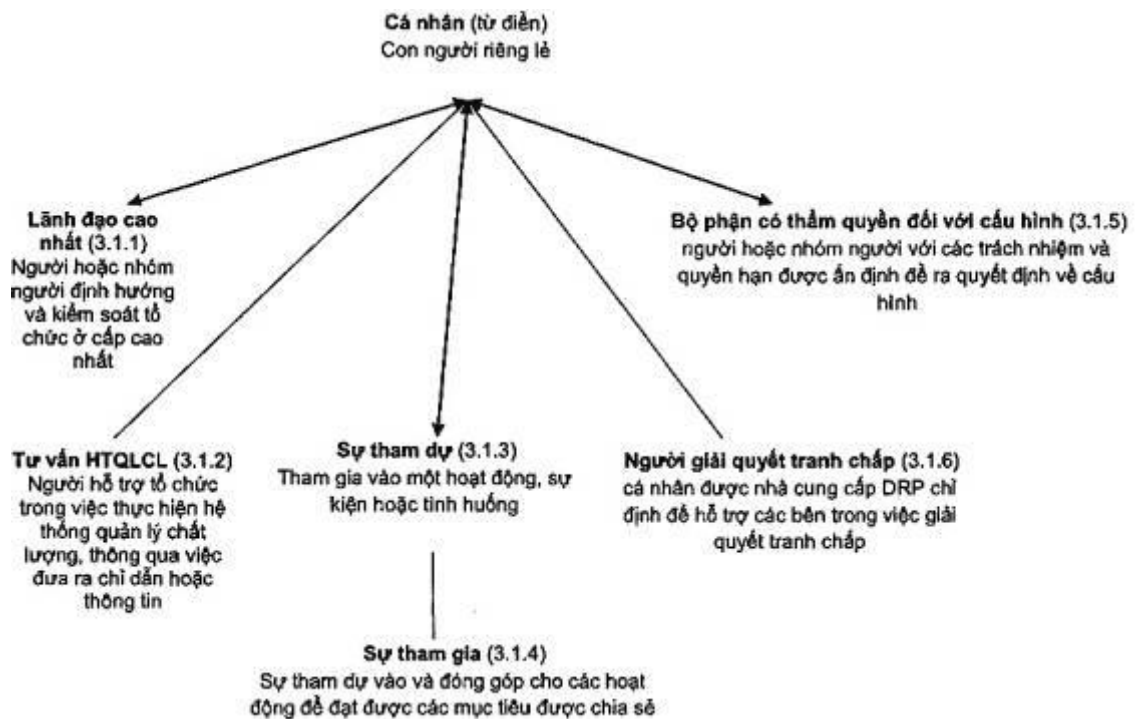 Cá nhân (từ điển)
Con người riêng lẻ
Lãnh đạo cao
nhất (3.1.1)
Người hoặc nhóm
người định hướng
và kiểm soát tổ
chức ở cấp cao
nhất
Bộ phận có thẩm quyền đối với cấu hình (3.1.5)
người hoặc nhóm người với các trách nhiệm và
quyền hạn được ấn định để ra quyết định về cấu
hình
Tư vấn HTQLCL (3.1.2)
Người hỗ trợ tổ chức
trong việc thực hiện hệ
thống quản lý chất
lượng, thông qua việc
đưa ra chỉ dẫn hoặc
thông tin
Sự tham dự (3.1.3)
Tham gia vào một hoạt động, sự
kiện hoặc tình huống
Người giải quyết tranh chấp (3.1.6)
cá nhân được nhà cung cấp DRP chỉ
định để hỗ trợ các bên trong việc giải
quyết tranh chấp
Sự tham gia (3.1.4)
Sự tham dự vào và đóng góp cho các hoạt
động để đạt được các mục tiêu được chia sẻ